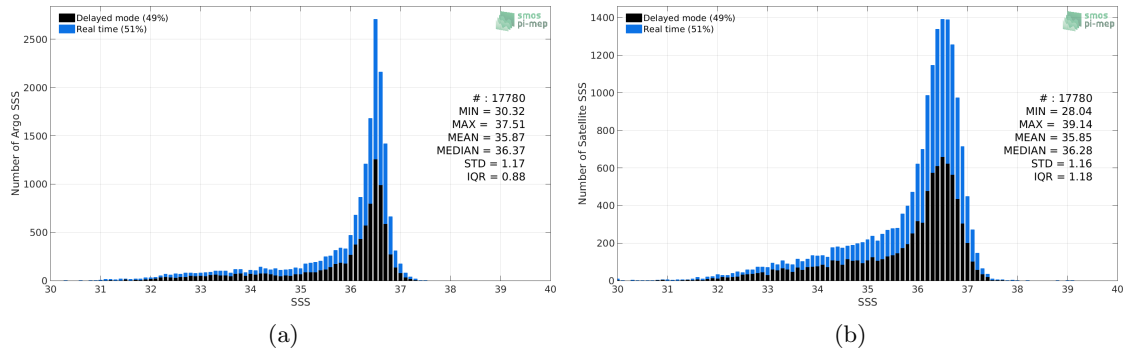 Delayed mode (49%)
Real time (51%)
smos
pi-mep
Number of Argo SSS
2500
2000
1500
1000
500
0
# : 17780
MIN = 30.32
MAX = 37.51
MEAN = 35.87
MEDIAN = 36.37
STD = 1.17
IQR = 0.88
30 31 32 33 34 35 36 37 38 39 40
SSS
(a)
Delayed mode (49%)
Real time (51%)
smos
pi-mep
Number of Satellite SSS
1400
1200
1000
800
600
400
200
0
# : 17780
MIN = 28.04
MAX = 39.14
MEAN = 35.85
MEDIAN = 36.28
STD = 1.16
IQR = 1.18
30 31 32 33 34 35 36 37 38 39 40
SSS
(b)